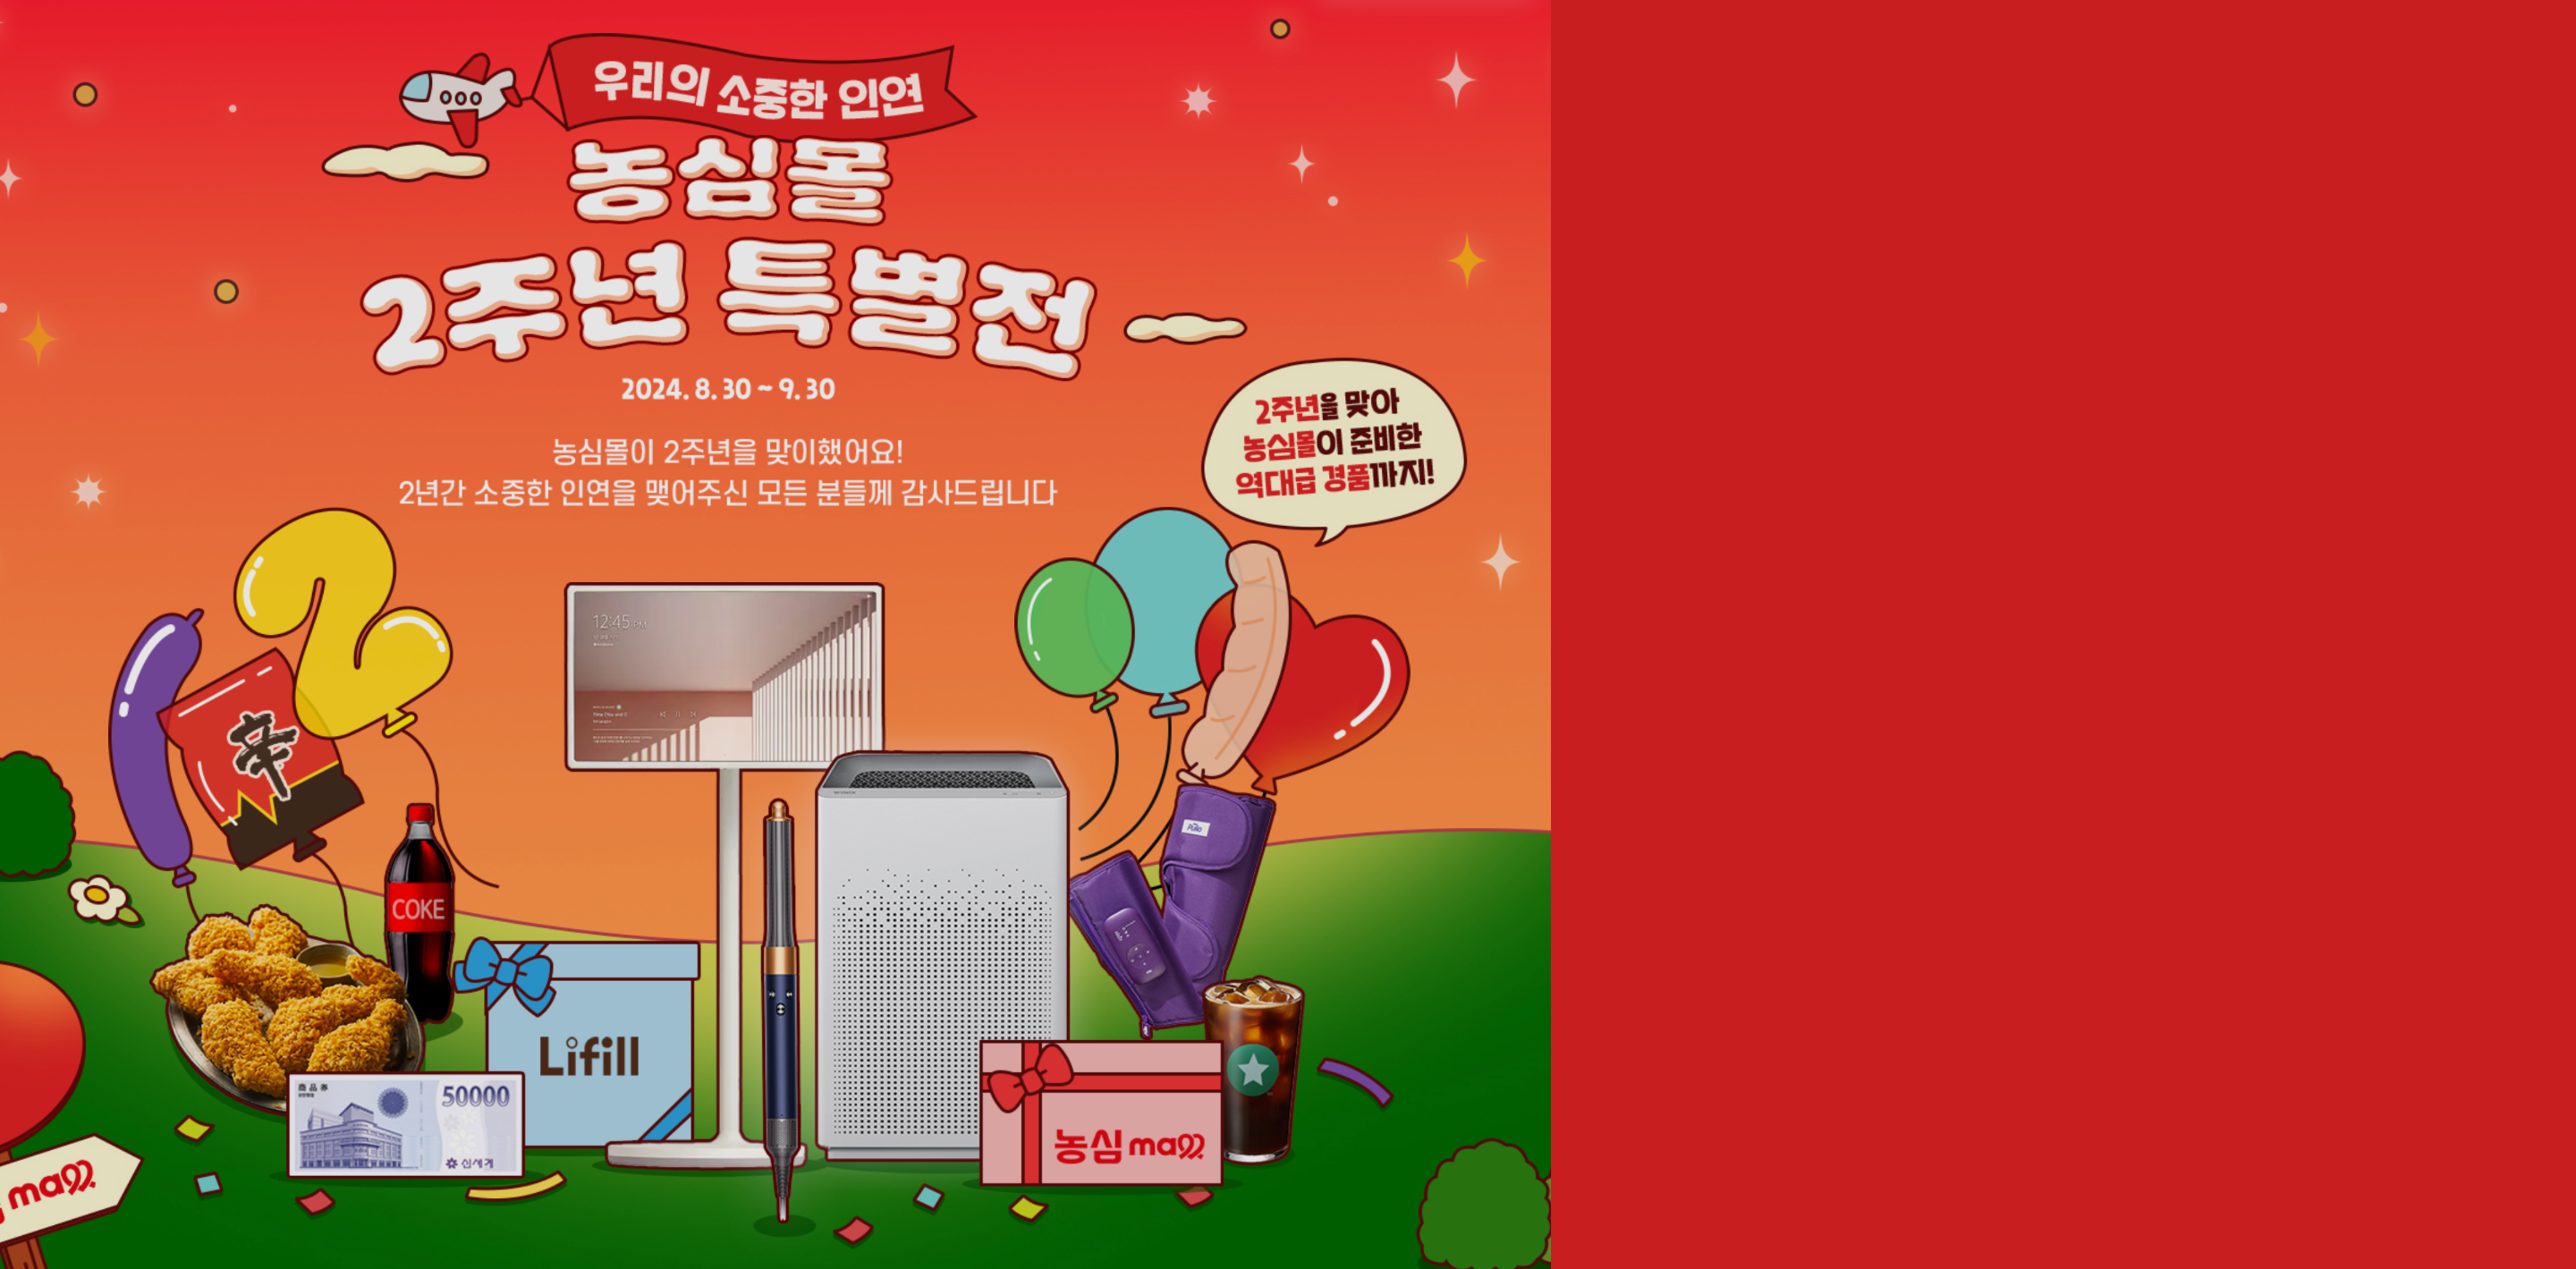 우리의 소중한 인연
농심몰
2주년 특별전
2024. 8. 30 ~ 9. 30
농심몰이 2주년을 맞이했어요!
2년간 소중한 인연을 맺어주신 모든 분들께 감사드립니다
2주년을 맞아
농심몰이 준비한
역대급 경품까지!
12:45 PM
辛
COKE
Lifill
商品券
50000
신세계
농심 mall
mall